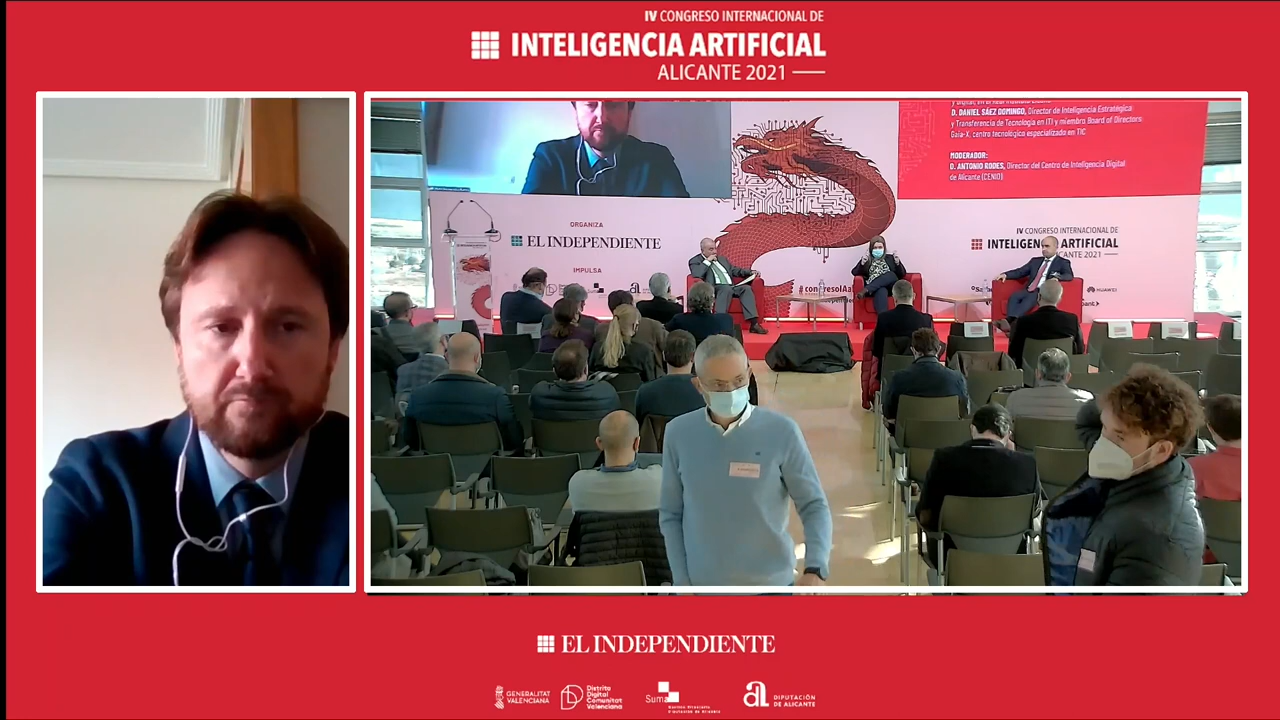 IV CONGRESO INTERNACIONAL DE
INTELIGENCIA ARTIFICIAL
ALICANTE 2021
D. DANIEL SÁEZ DOMINGO, Director de Inteligencia Estratégica
y Transferencia de Tecnología en ITI y miembro Board of Directors
Gaia-X, centro tecnológico especializado en TIC
MODERADOR:
D. ANTONIO RODES, Director del Centro de Inteligencia Digital
de Alicante (CENID)
ORGANIZA
EL INDEPENDIENTE
IMPULSA
IV CONGRESO INTERNACIONAL DE
INTELIGENCIA ARTIFICIAL
ALICANTE 2021
HUAWEI
EL INDEPENDIENTE
GENERALITAT
VALENCIANA
Distrito
Digital
Comunitat
Valenciana
Suma
DIPUTACIÓN
DE ALICANTE